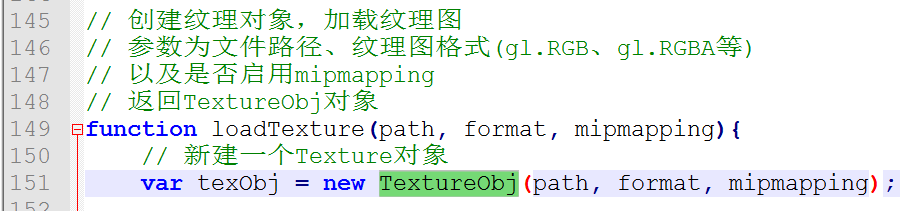 145 // 创建纹理对象，加载纹理图
146 // 参数为文件路径、纹理图格式(gl.RGB、gl.RGBA等)
147 // 以及是否启用mipmapping
148 // 返回TextureObj对象
149 function loadTexture(path, format, mipmapping){
150 // 新建一个Texture对象
151 var texObj = new TextureObj(path, format, mipmapping);
152